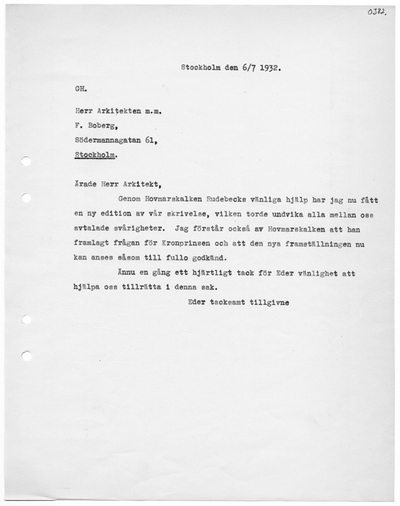 0382.
Stockholm den 6/7 1932.
GH.
Herr Arkitekten m.m.
F. Boberg,
Södermannagatan 61,
Stockholm.
Ärade Herr Arkitekt,
Genom Hovmarskalken Rudebecks vänliga hjälp har jag nu fått
en ny edition av vår skrivelse, vilken torde undvika alla mellan oss
avtalade svårigheter. Jag förstår också av Hovmarskalken att han
framlagt frågan för Kronprinsen och att den nya framställningen nu
kan anses såsom till fullo godkänd.
Ännu en gång ett hjärtligt tack för Eder vänlighet att
hjälpa oss tillrätta i denna sak.
Eder tacksamt tillgivne